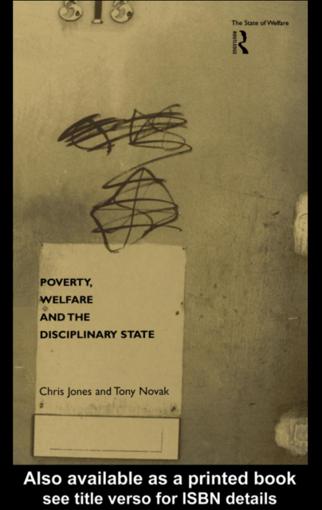 The State of Welfare
ROUTLEDGE
POVERTY,
WELFARE
AND THE
DISCIPLINARY STATE
Chris Jones and Tony Novak
Also available as a printed book
see title verso for ISBN details